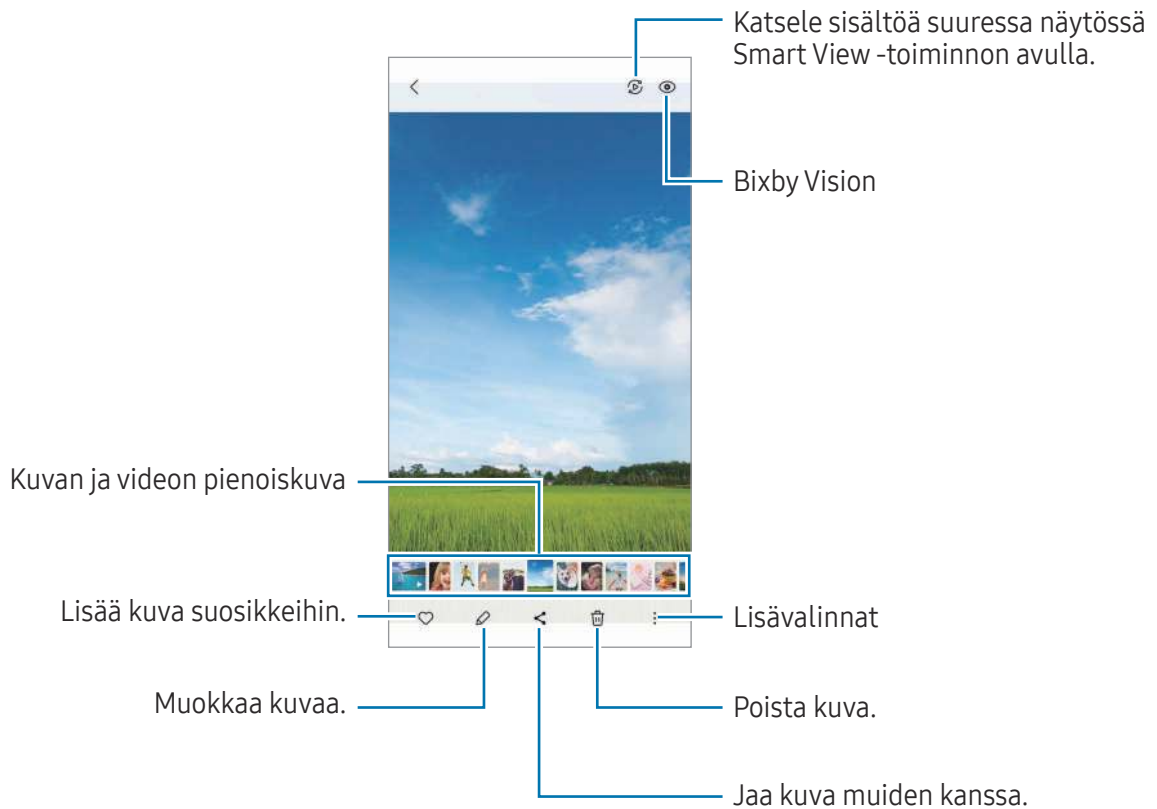 Katsele sisältöä suuressa näytössä
Smart View -toiminnon avulla.
Bixby Vision
Kuvan ja videon pienoiskuva
Lisää kuva suosikkeihin.
Lisävalinnat
Muokkaa kuvaa.
Poista kuva.
Jaa kuva muiden kanssa.